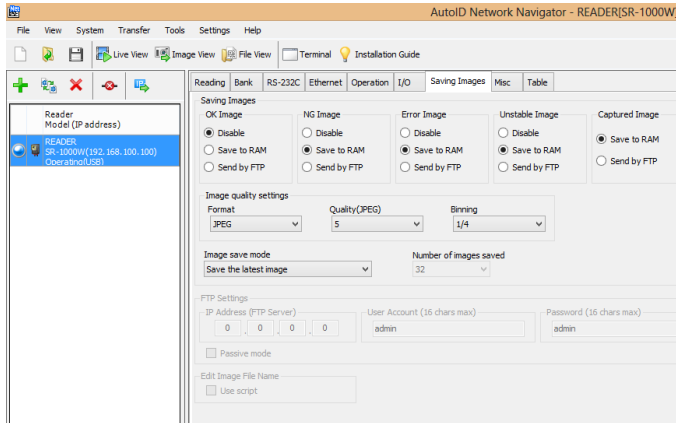 AutoID Network Navigator - READER[SR-1000W
File View System Transfer Tools Settings Help
Live View Image View File View Terminal Installation Guide
Reading Bank RS-232C Ethernet Operation I/O Saving Images Misc Table
Reader
Model (IP address)
READER
SR-1000W(192.168.100.100)
Operating(USB)
Saving Images
OK Image NG Image Error Image Unstable Image Captured Image
Disable Disable Disable Disable
Save to RAM
Save to RAM Save to RAM Save to RAM Save to RAM
Send by FTP
Send by FTP Send by FTP Send by FTP Send by FTP
Image quality settings
Format Quality(JPEG) Binning
JPEG 5 1/4
Image save mode Number of images saved
Save the latest image 32
FTP Settings
IP Address (FTP Server) User Account (16 chars max) Password (16 chars max)
0 . 0 . 0 . 0 admin admin
Passive mode
Edit Image File Name
Use script